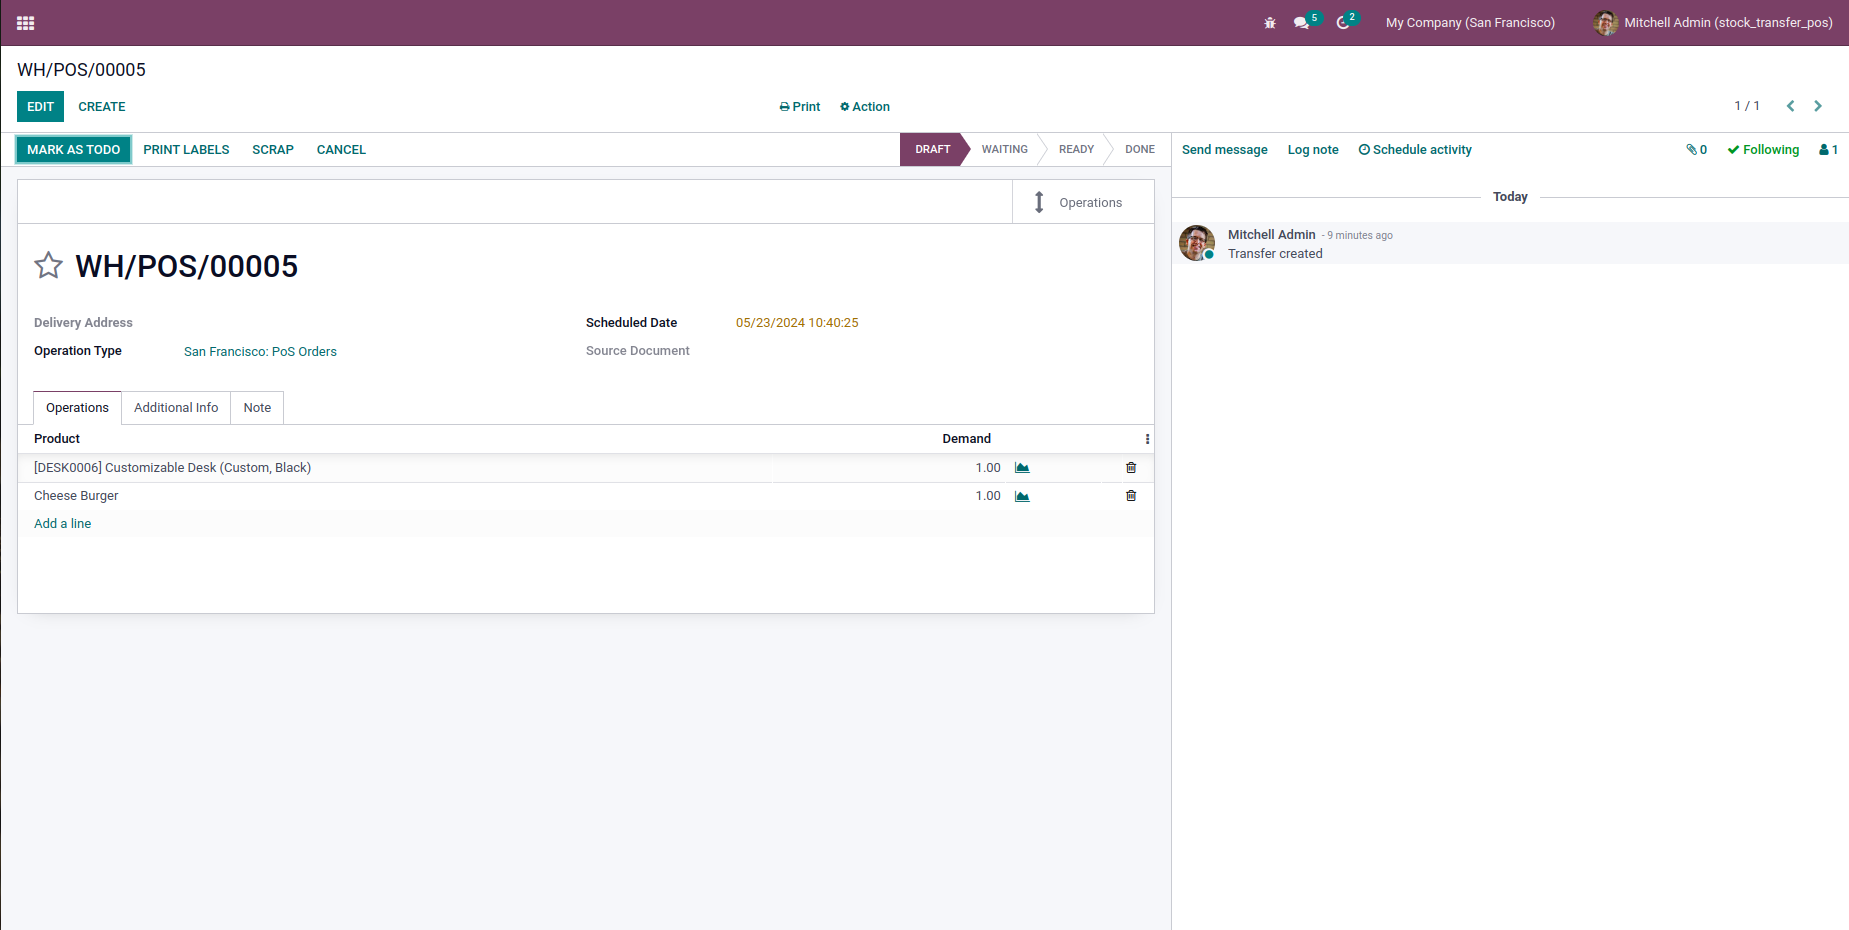 5
2
My Company (San Francisco)
Mitchell Admin (stock_transfer_pos)
WH/POS/00005
EDIT
CREATE
Print
Action
1 / 1
MARK AS TODO
PRINT LABELS
SCRAP
CANCEL
DRAFT
WAITING
READY
DONE
Send message
Log note
Schedule activity
0
Following
1
Operations
Today
Mitchell Admin - 9 minutes ago
Transfer created
WH/POS/00005
Delivery Address
Scheduled Date 05/23/2024 10:40:25
Operation Type San Francisco: PoS Orders
Source Document
Operations
Additional Info
Note
Product Demand
[DESK0006] Customizable Desk (Custom, Black) 1.00
Cheese Burger 1.00
Add a line